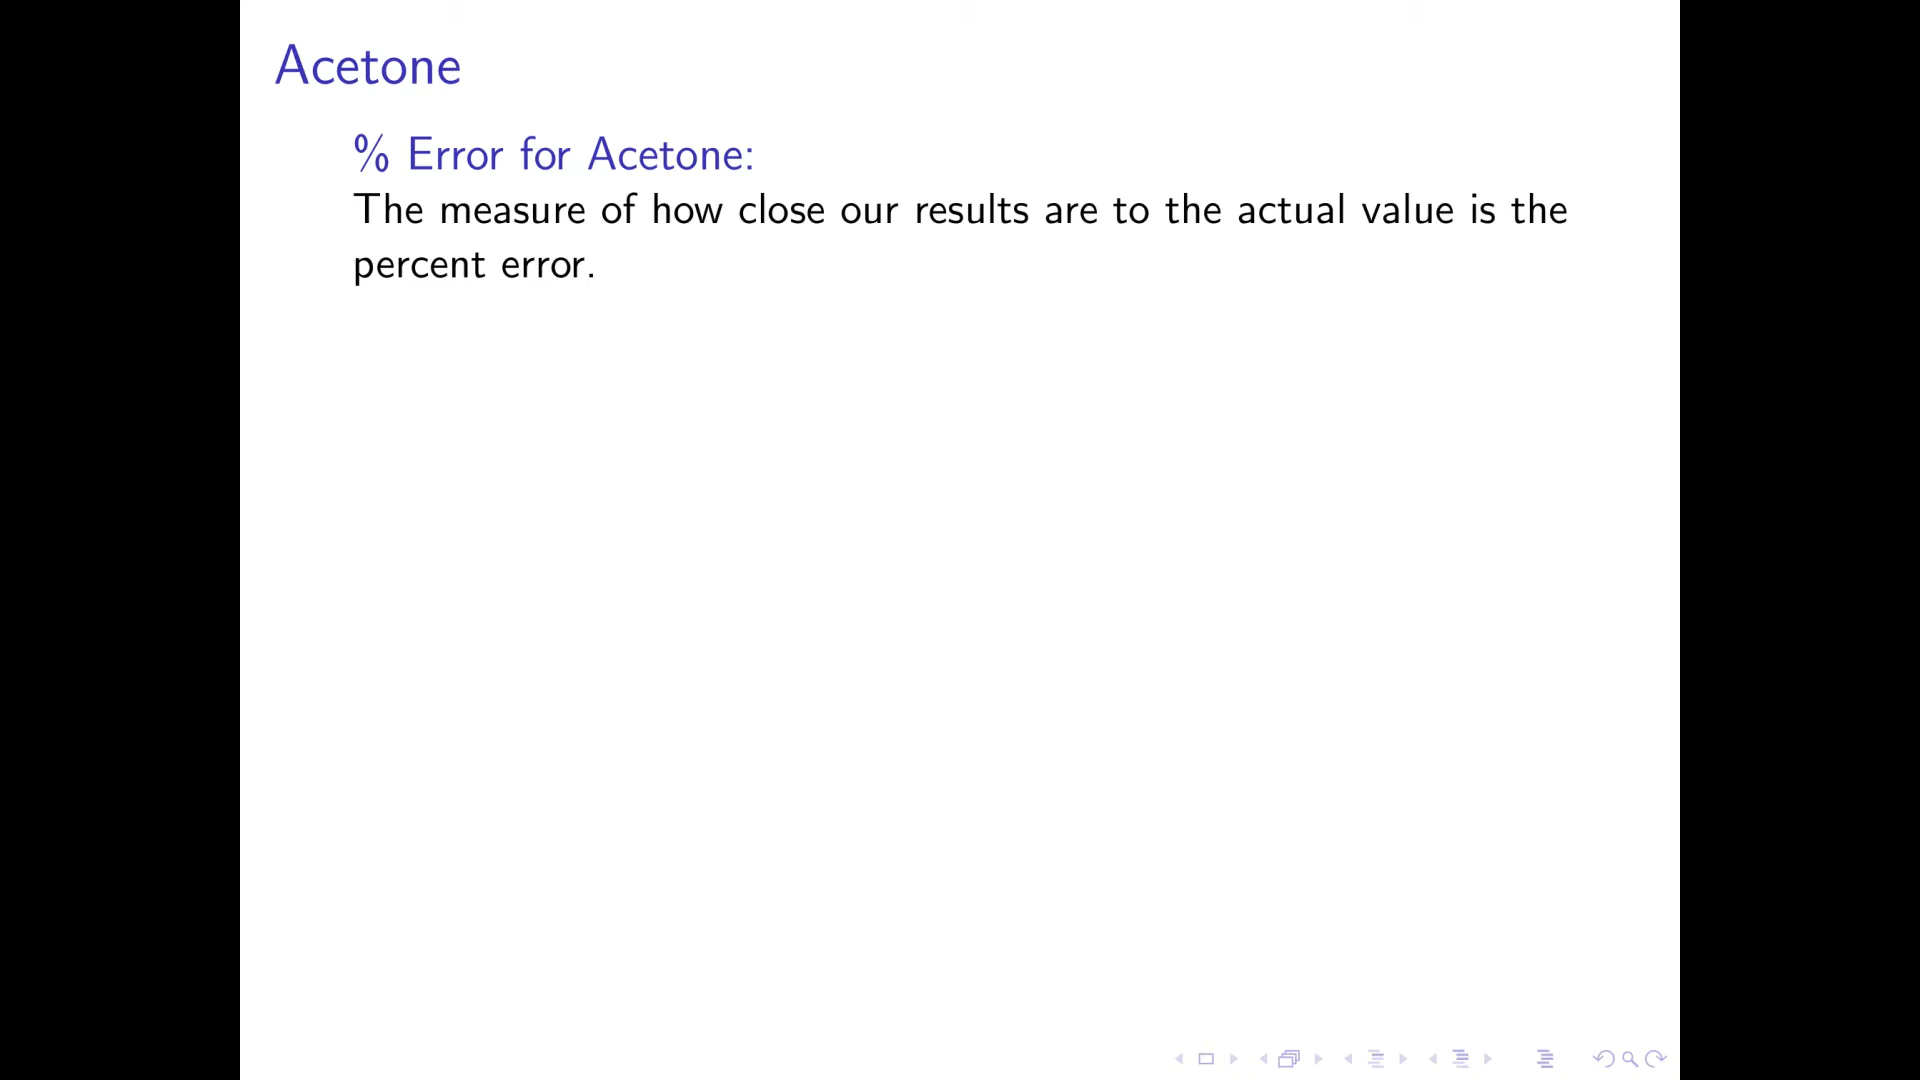 Acetone
% Error for Acetone:
The measure of how close our results are to the actual value is the
percent error.